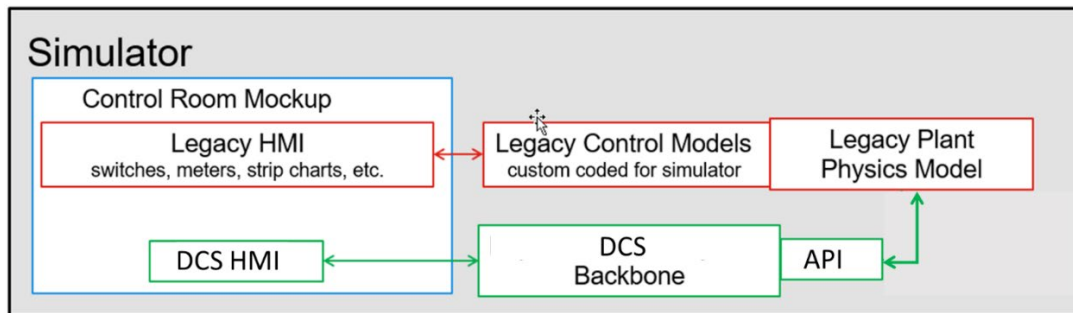 Simulator
Control Room Mockup
Legacy HMI
switches, meters, strip charts, etc.
Legacy Control Models
custom coded for simulator
Legacy Plant
Physics Model
DCS HMI
DCS
Backbone
API